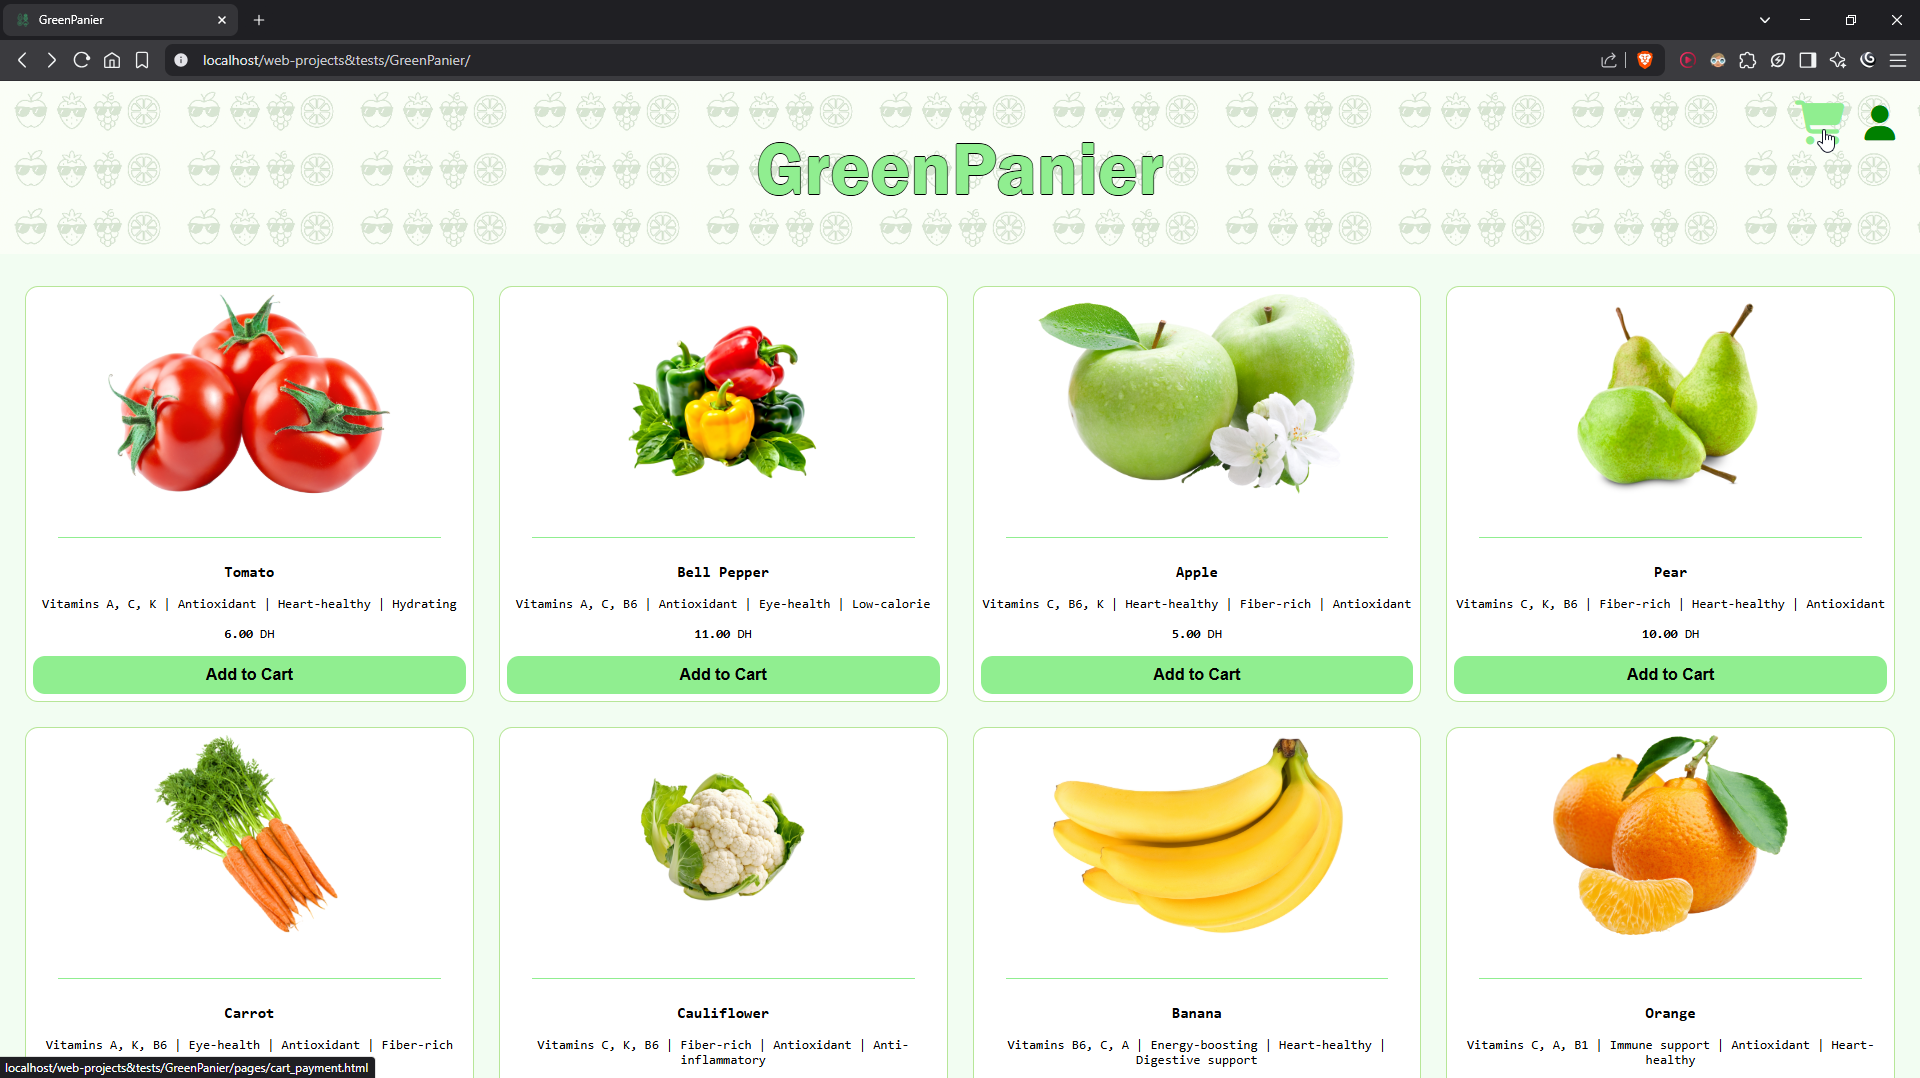 GreenPanier
localhost/web-projects&tests/GreenPanier/
GreenPanier
Tomato
Vitamins A, C, K | Antioxidant | Heart-healthy | Hydrating
6.00 DH
Add to Cart
Bell Pepper
Vitamins A, C, B6 | Antioxidant | Eye-health | Low-calorie
11.00 DH
Add to Cart
Apple
Vitamins C, B6, K | Heart-healthy | Fiber-rich | Antioxidant
5.00 DH
Add to Cart
Pear
Vitamins C, K, B6 | Fiber-rich | Heart-healthy | Antioxidant
10.00 DH
Add to Cart
Carrot
Vitamins A, K, B6 | Eye-health | Antioxidant | Fiber-rich
Cauliflower
Vitamins C, K, B6 | Fiber-rich | Antioxidant | Anti-
inflammatory
Banana
Vitamins B6, C, A | Energy-boosting | Heart-healthy |
Digestive support
Orange
Vitamins C, A, B1 | Immune support | Antioxidant | Heart-
healthy
localhost/web-projects&tests/GreenPanier/pages/cart_payment.html